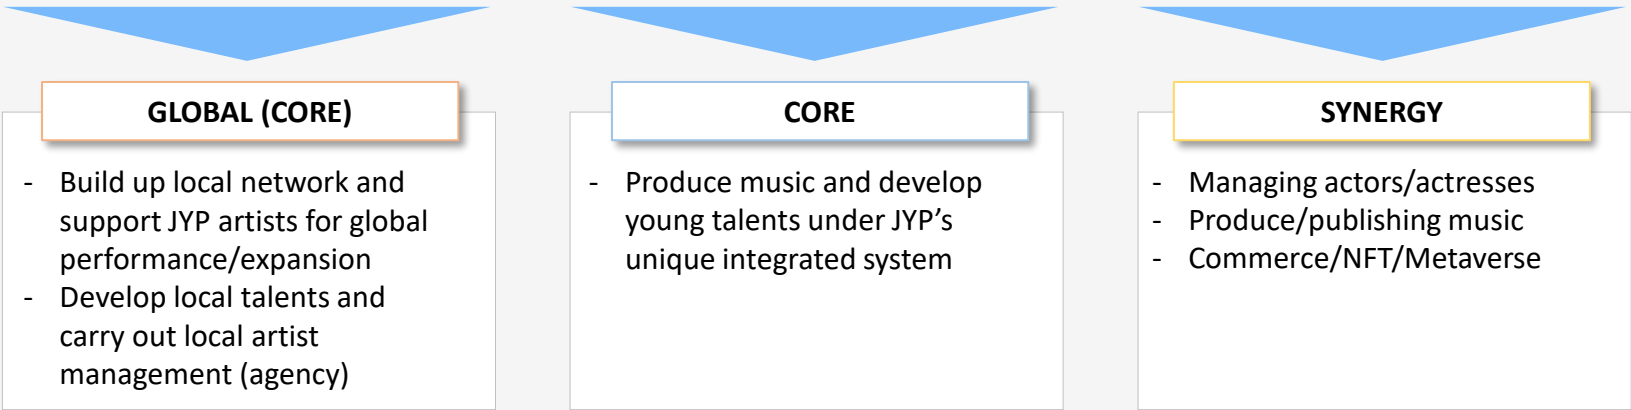 GLOBAL (CORE)
- Build up local network and
support JYP artists for global
performance/expansion
- Develop local talents and
carry out local artist
management (agency)
CORE
- Produce music and develop
young talents under JYP’s
unique integrated system
SYNERGY
- Managing actors/actresses
- Produce/publishing music
- Commerce/NFT/Metaverse